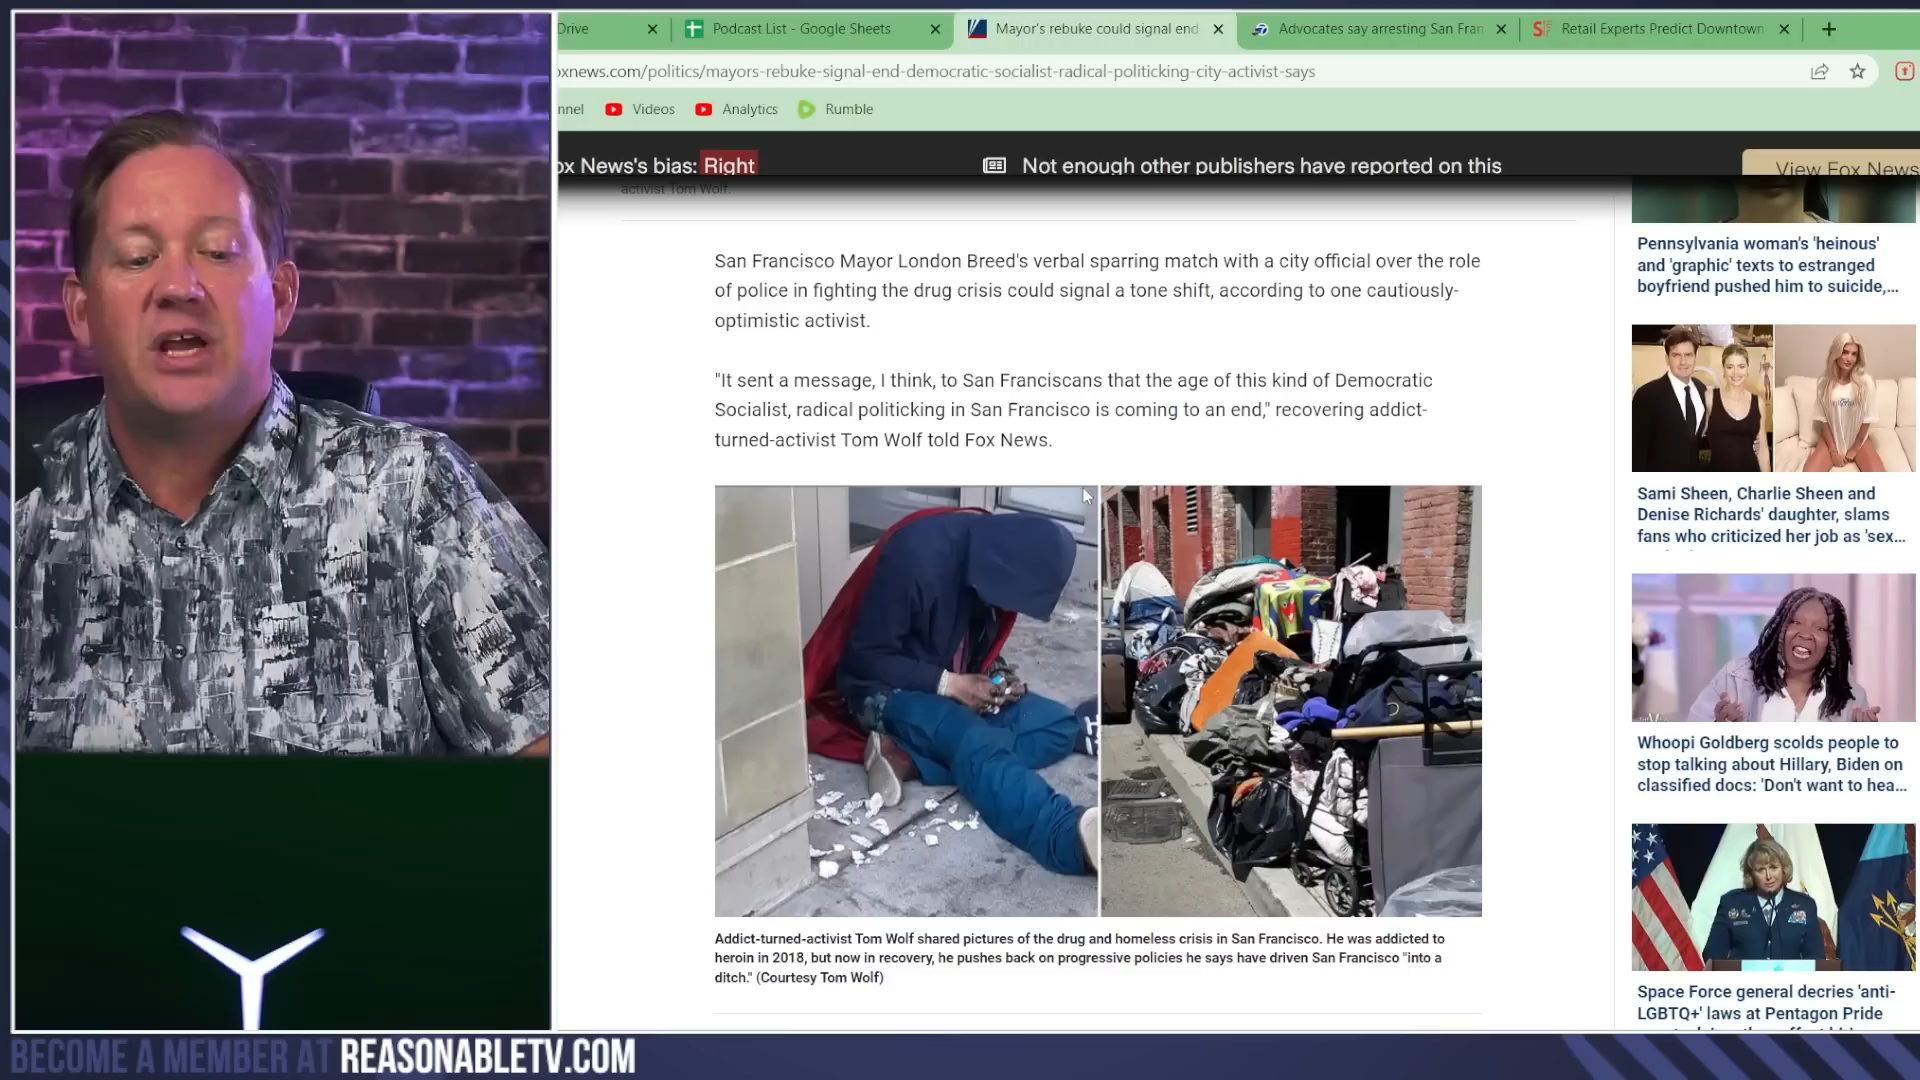 Drive
Podcast List - Google Sheets
Mayor's rebuke could signal end
Advocates say arresting San Fran
Retail Experts Predict Downtown
oxnews.com/politics/mayors-rebuke-signal-end-democratic-socialist-radical-politicking-city-activist-says
nnel
Videos
Analytics
Rumble
ox News's bias: Right
Not enough other publishers have reported on this
View Fox News
activist Tom Wolf.
San Francisco Mayor London Breed's verbal sparring match with a city official over the role
of police in fighting the drug crisis could signal a tone shift, according to one cautiously-
optimistic activist.
"It sent a message, I think, to San Franciscans that the age of this kind of Democratic
Socialist, radical politicking in San Francisco is coming to an end," recovering addict-
turned-activist Tom Wolf told Fox News.
Addict-turned-activist Tom Wolf shared pictures of the drug and homeless crisis in San Francisco. He was addicted to
heroin in 2018, but now in recovery, he pushes back on progressive policies he says have driven San Francisco "into a
ditch." (Courtesy Tom Wolf)
Pennsylvania woman's 'heinous'
and 'graphic' texts to estranged
boyfriend pushed him to suicide,...
Sami Sheen, Charlie Sheen and
Denise Richards' daughter, slams
fans who criticized her job as 'sex...
Whoopi Goldberg scolds people to
stop talking about Hillary, Biden on
classified docs: 'Don't want to hea...
Space Force general decries 'anti-
LGBTQ+' laws at Pentagon Pride
BECOME A MEMBER AT REASONABLETV.COM